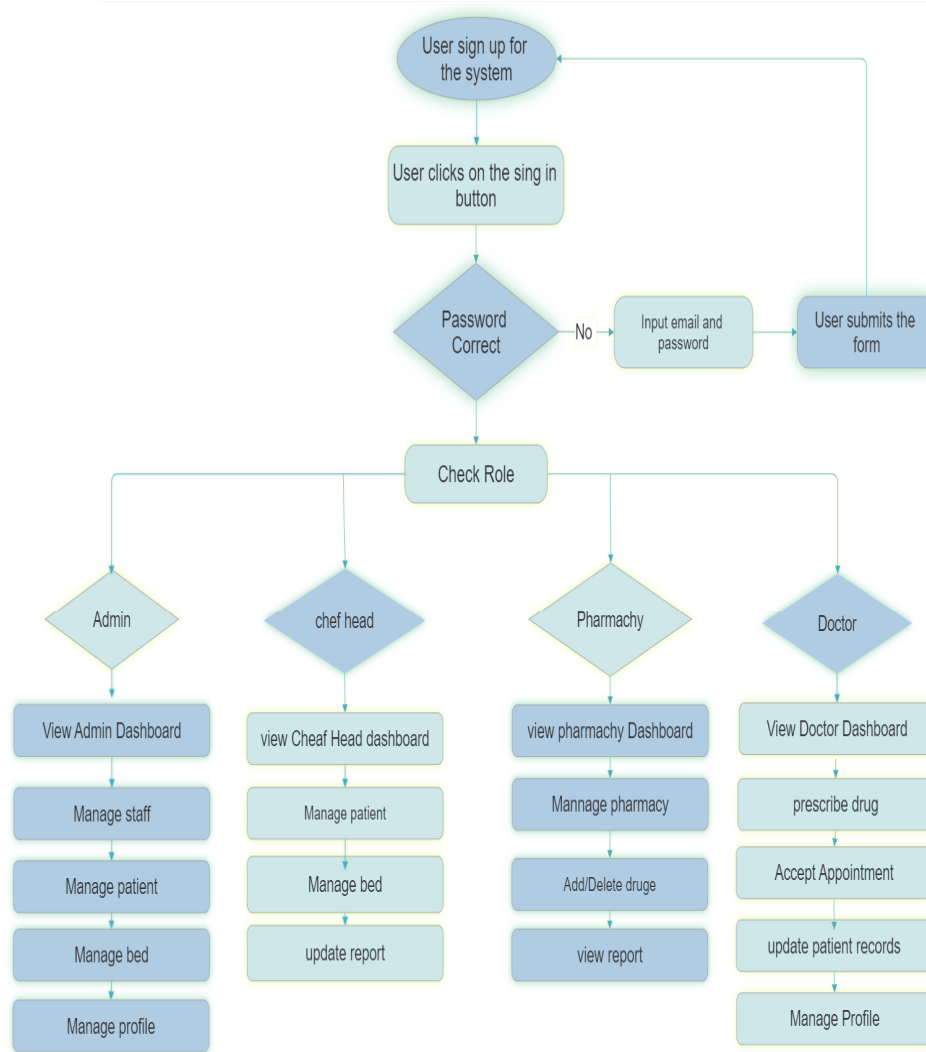 User sign up for
the system
User clicks on the sing in
button
Password
Correct
No
Input email and
password
User submits the
form
Check Role
Admin
chef head
Pharmachy
Doctor
View Admin Dashboard
view Cheaf Head dashboard
view pharmachy Dashboard
View Doctor Dashboard
Manage staff
Manage patient
Mannage pharmacy
prescribe drug
Manage patient
Manage bed
Add/Delete druge
Accept Appointment
Manage bed
update report
view report
update patient records
Manage profile
Manage Profile